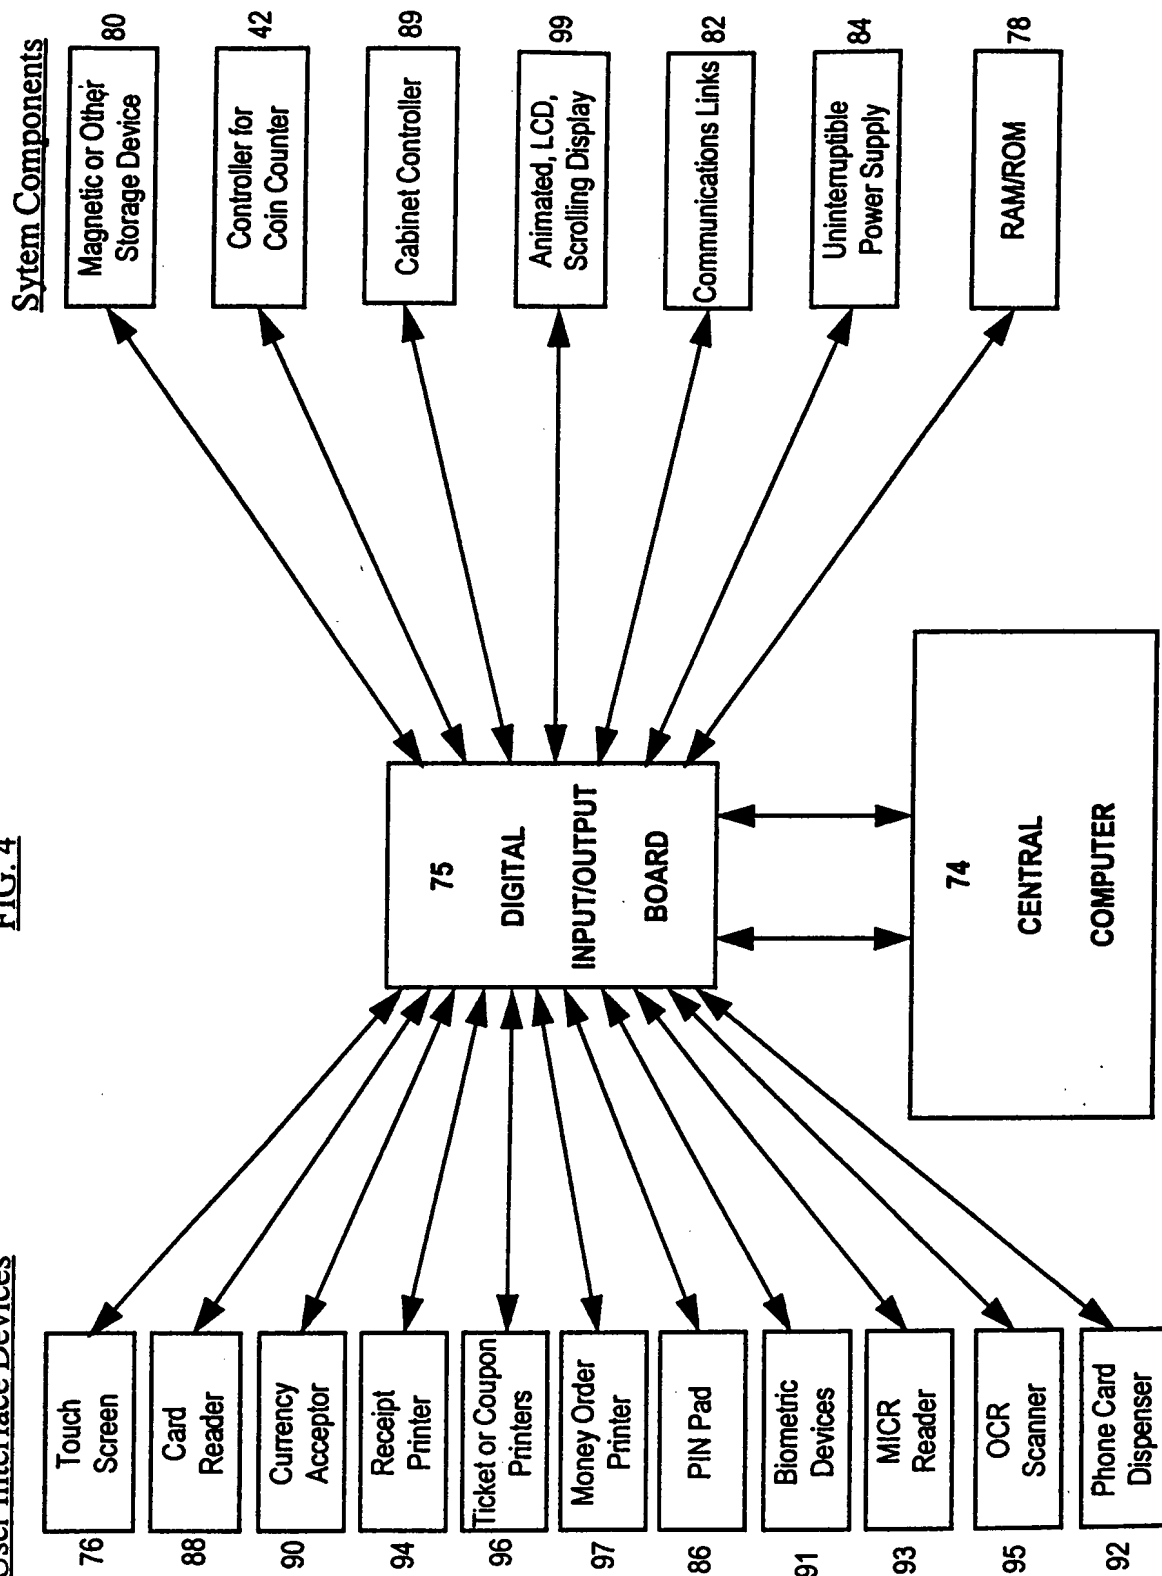 FIG. 4
User Interface Devices
76
Touch
Screen
88
Card
Reader
90
Currency
Acceptor
94
Receipt
Printer
96
Ticket or Coupon
Printers
97
Money Order
Printer
86
PIN Pad
91
Biometric
Devices
93
MICR
Reader
95
OCR
Scanner
92
Phone Card
Dispenser
75
DIGITAL
INPUT/OUTPUT
BOARD
74
CENTRAL
COMPUTER
Sytem Components
Magnetic or Other
Storage Device
80
Controller for
Coin Counter
42
Cabinet Controller
89
Animated, LCD,
Scrolling Display
99
Communications Links
82
Uninterruptible
Power Supply
84
RAM/ROM
78